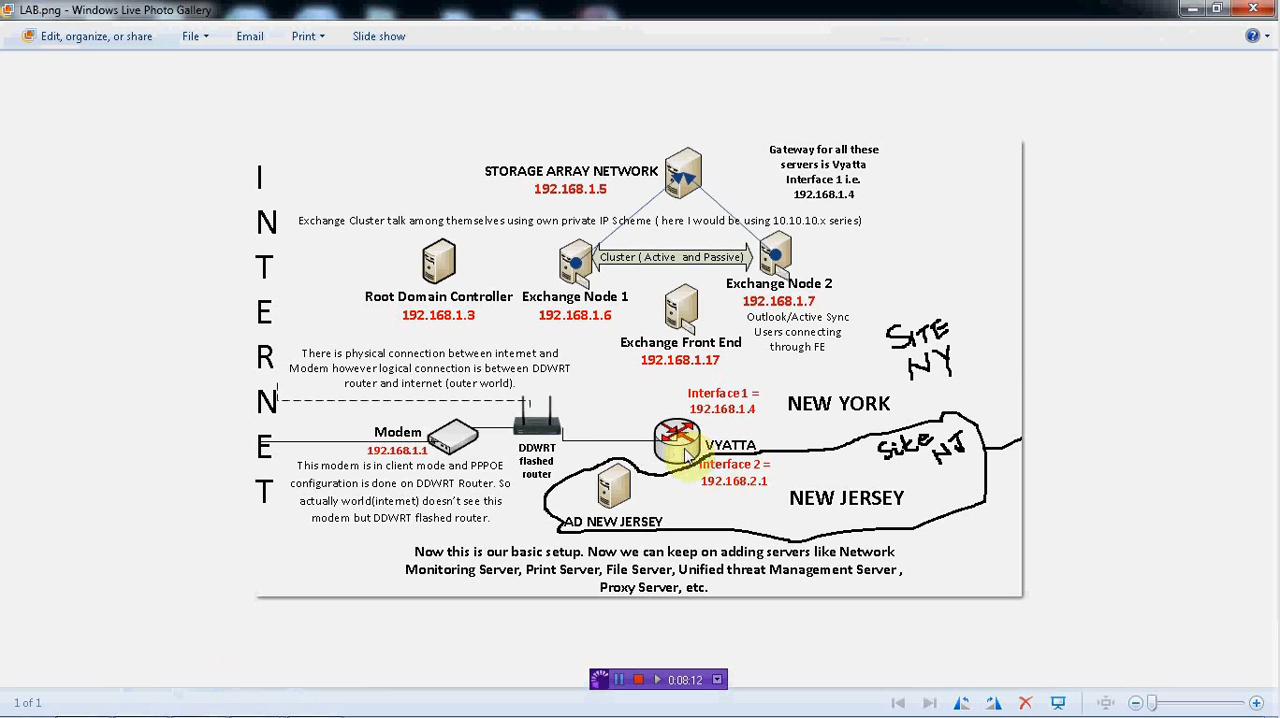 LAB.png - Windows Live Photo Gallery
Edit, organize, or share File Email Print Slide show
Gateway for all these
servers is Vyatta
Interface 1 i.e.
192.168.1.4
STORAGE ARRAY NETWORK
192.168.1.5
Exchange Cluster talk among themselves using own private IP Scheme ( here I would be using 10.10.10.x series)
Cluster ( Active and Passive)
Root Domain Controller
192.168.1.3
Exchange Node 1
192.168.1.6
Exchange Node 2
192.168.1.7
Outlook/Active Sync
Users connecting
through FE
Exchange Front End
192.168.1.17
SITE
NY
INTERNET
There is physical connection between internet and
Modem however logical connection is between DDWRT
router and internet (outer world).
Interface 1 =
192.168.1.4
NEW YORK
Modem
192.168.1.1
DDWRT
flashed
router
VYATTA
Interface 2 =
192.168.2.1
Site NJ
This modem is in client mode and PPPOE
configuration is done on DDWRT Router. So
actually world(internet) doesn't see this
modem but DDWRT flashed router.
AD NEW JERSEY
NEW JERSEY
Now this is our basic setup. Now we can keep on adding servers like Network
Monitoring Server, Print Server, File Server, Unified threat Management Server ,
Proxy Server, etc.
0:08:12
1 of 1